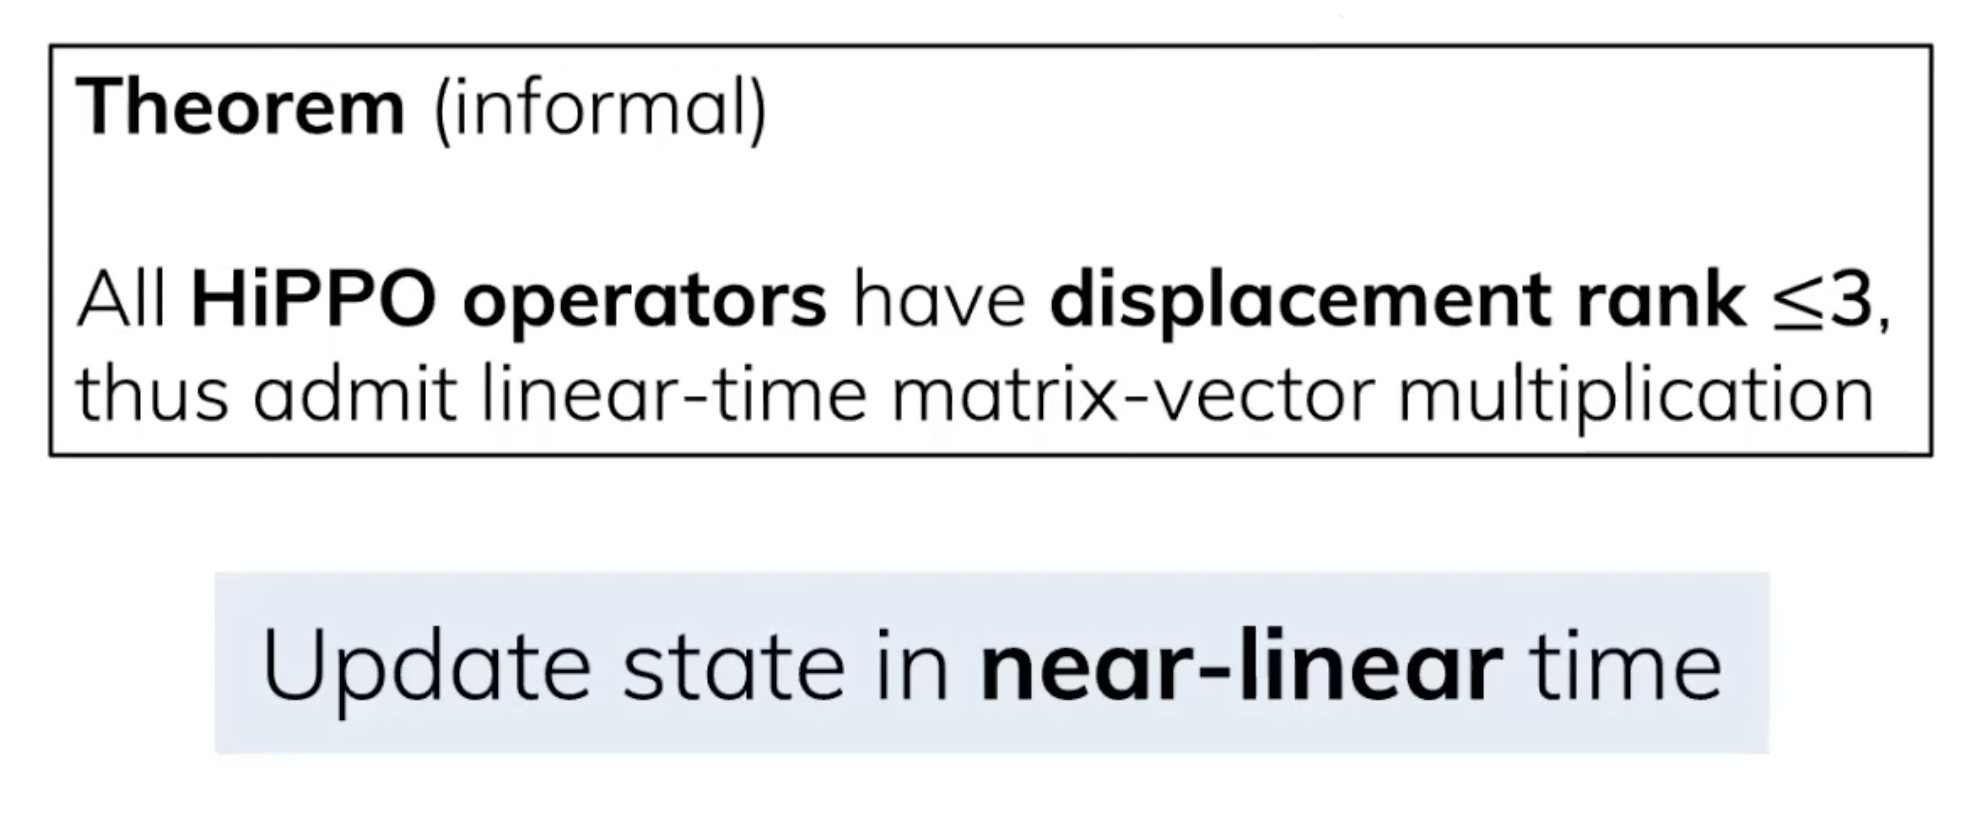 Theorem (informal)
All HiPPO operators have displacement rank ≤3,
thus admit linear-time matrix-vector multiplication
Update state in near-linear time